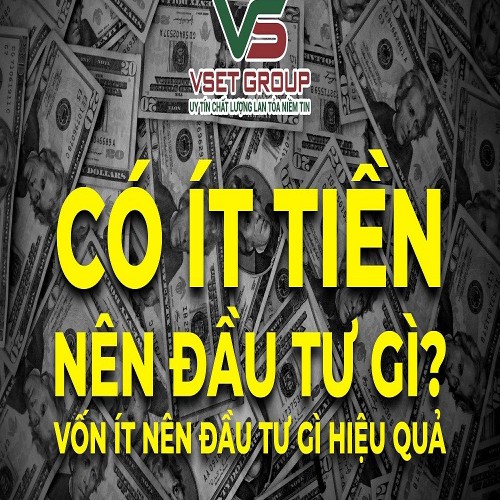 VS
VSET GROUP
UY TÍN CHẤT LƯỢNG LAN TỎA NIỀM TIN
CÓ ÍT TIỀN
NÊN ĐẦU TƯ GÌ?
VỐN ÍT NÊN ĐẦU TƯ GÌ HIỆU QUẢ